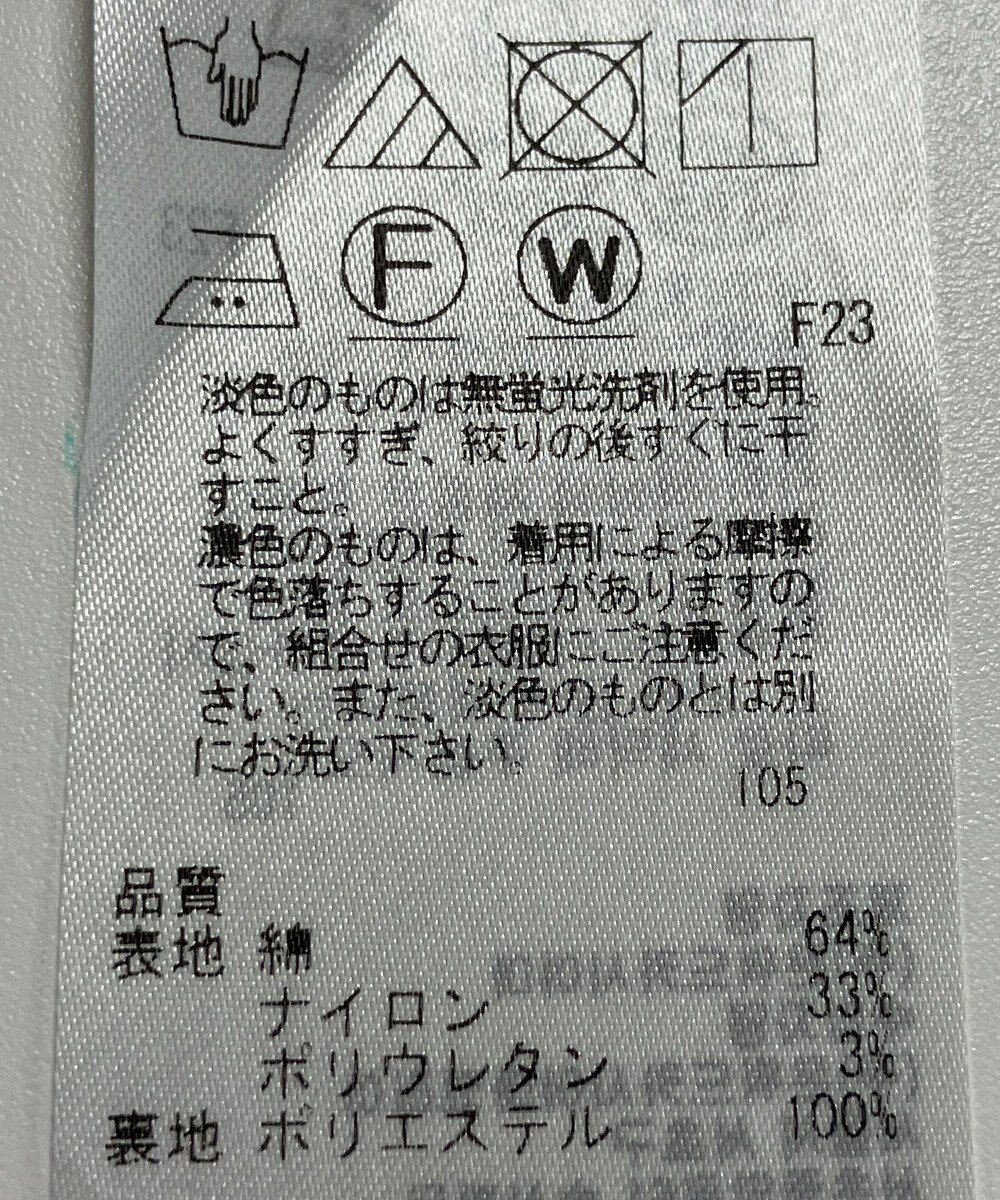 F W
F23
淡色のものは無蛍光洗剤を使用。
よくすすぎ、絞りの後すぐに干
すこと。
濃色のものは、着用による摩擦
で色落ちすることがありますの
で、組合せの衣服にご注意くだ
さい。また、淡色のものとは別
にお洗い下さい。
105
品質
表地 綿 64%
ナイロン 33%
ポリウレタン 3%
裏地 ポリエステル 100%